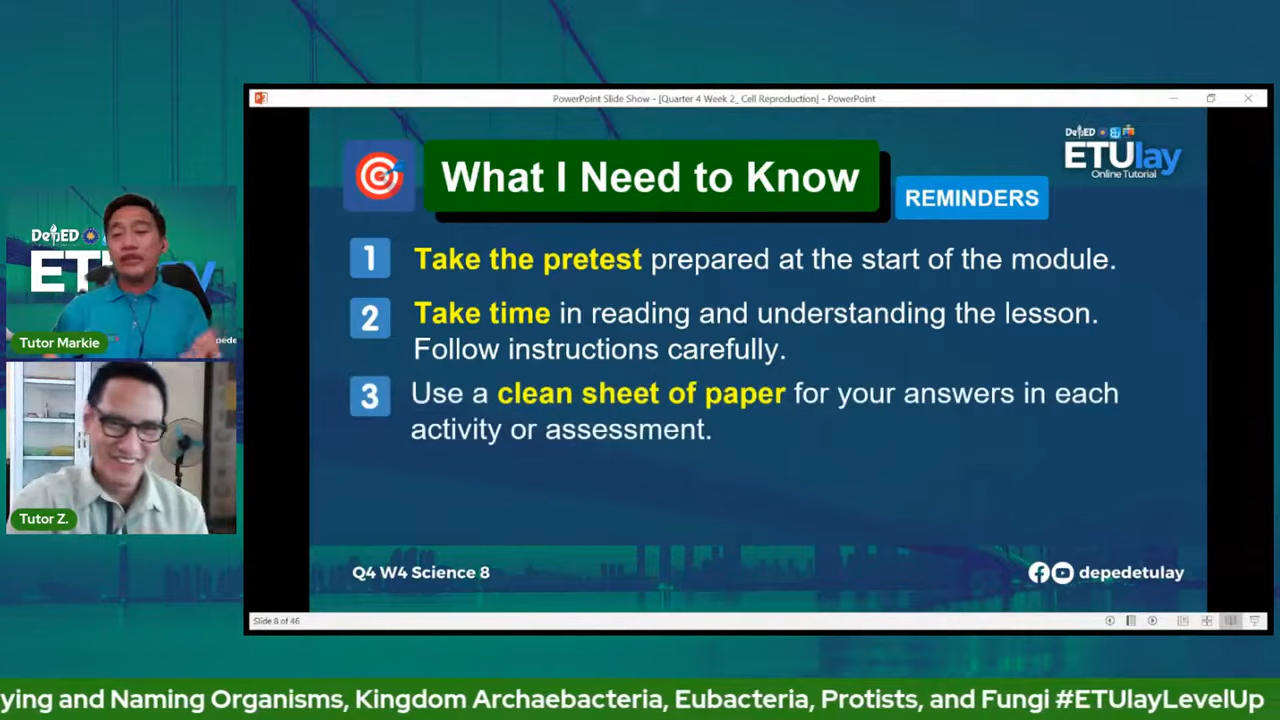 PowerPoint Slide Show - [Quarter 4 Week 2_ Cell Reproduction] - PowerPoint
What I Need to Know
REMINDERS
DepED
ETUlay
Online Tutorial
1 Take the pretest prepared at the start of the module.
2 Take time in reading and understanding the lesson.
Follow instructions carefully.
3 Use a clean sheet of paper for your answers in each
activity or assessment.
Q4 W4 Science 8
depedetulay
Slide 8 of 46
DepED
Tutor Markie
Tutor Z.
ying and Naming Organisms, Kingdom Archaebacteria, Eubacteria, Protists, and Fungi #ETUlayLevelUp